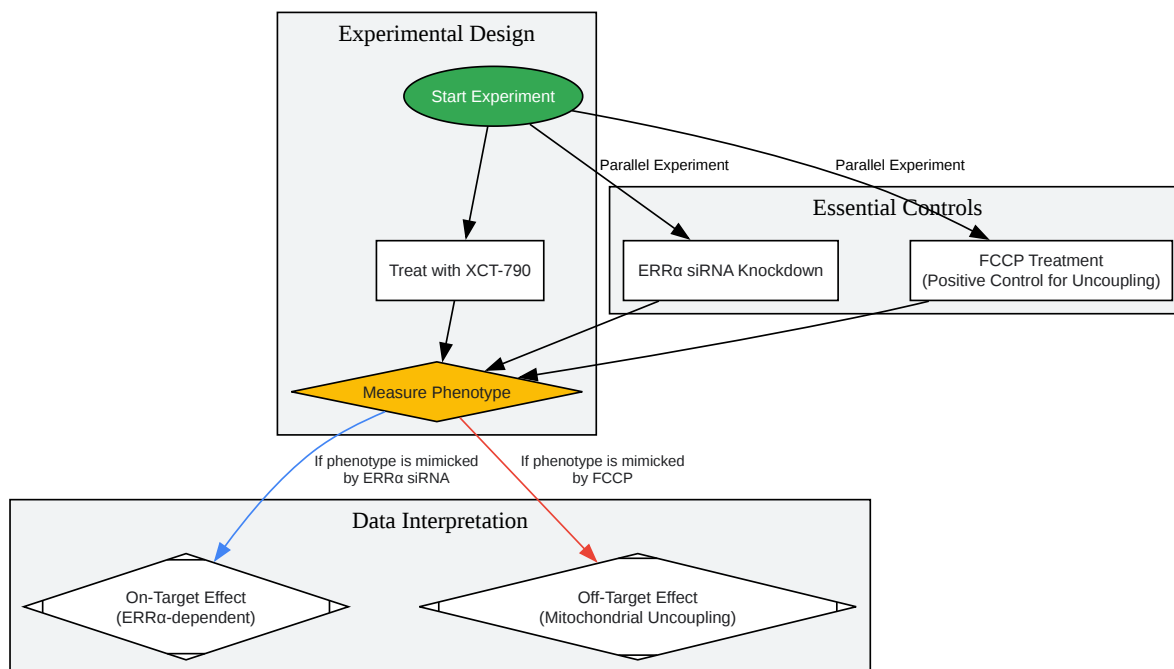 Experimental Design
Start Experiment
Parallel Experiment
Parallel Experiment
Essential Controls
Treat with XCT-790
ERRα siRNA Knockdown
FCCP Treatment
(Positive Control for Uncoupling)
Measure Phenotype
If phenotype is mimicked
by ERRα siRNA
If phenotype is mimicked
by FCCP
Data Interpretation
On-Target Effect
(ERRα-dependent)
Off-Target Effect
(Mitochondrial Uncoupling)